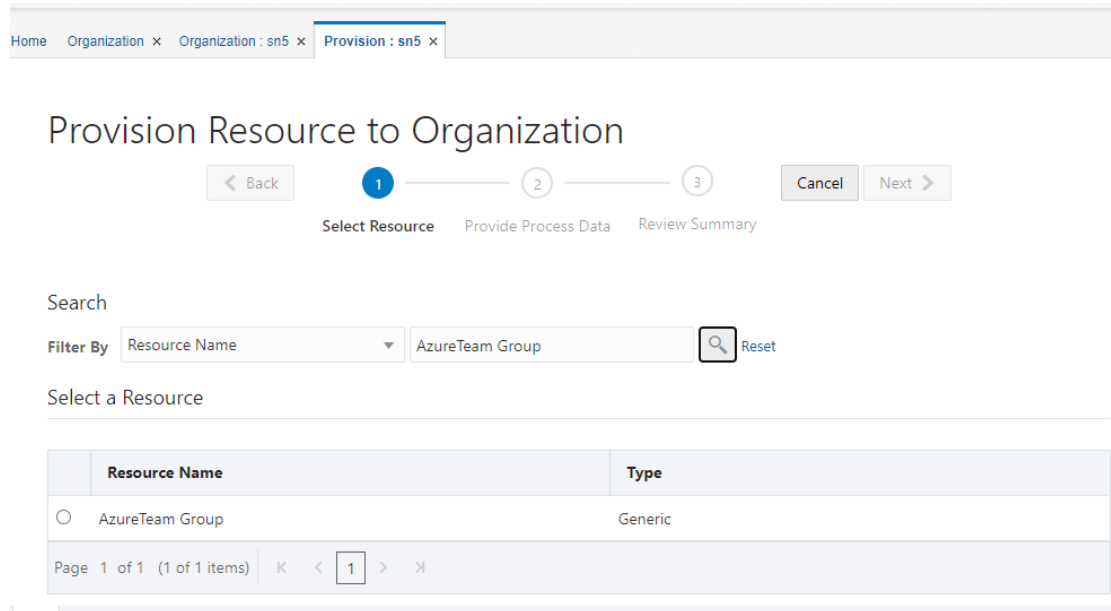 Home Organization × Organization : sn5 × Provision : sn5 ×
Provision Resource to Organization
Back 1 2 3 Cancel Next
Select Resource Provide Process Data Review Summary
Search
Filter By Resource Name AzureTeam Group Reset
Select a Resource
Resource Name Type
AzureTeam Group Generic
Page 1 of 1 (1 of 1 items) 1